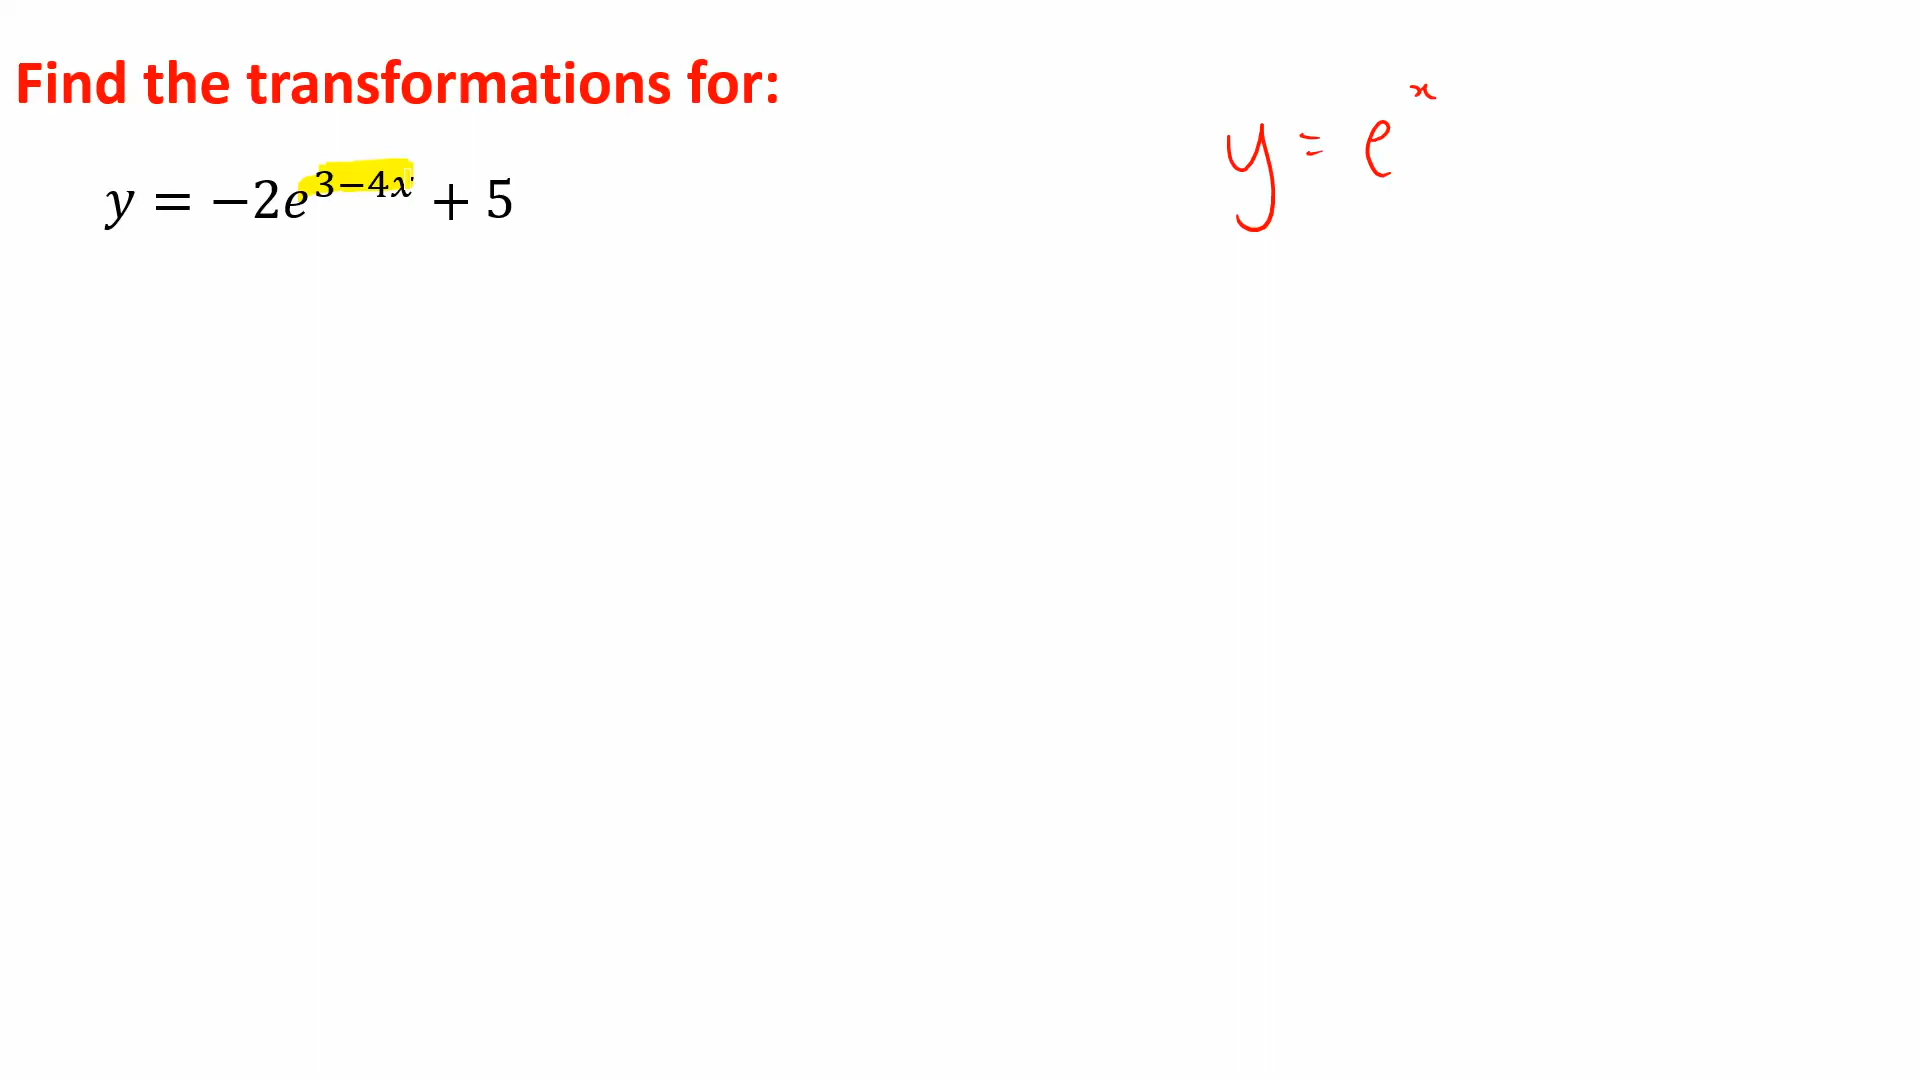 Find the transformations for:
y = e^x
y = −2e^{3−4x} + 5